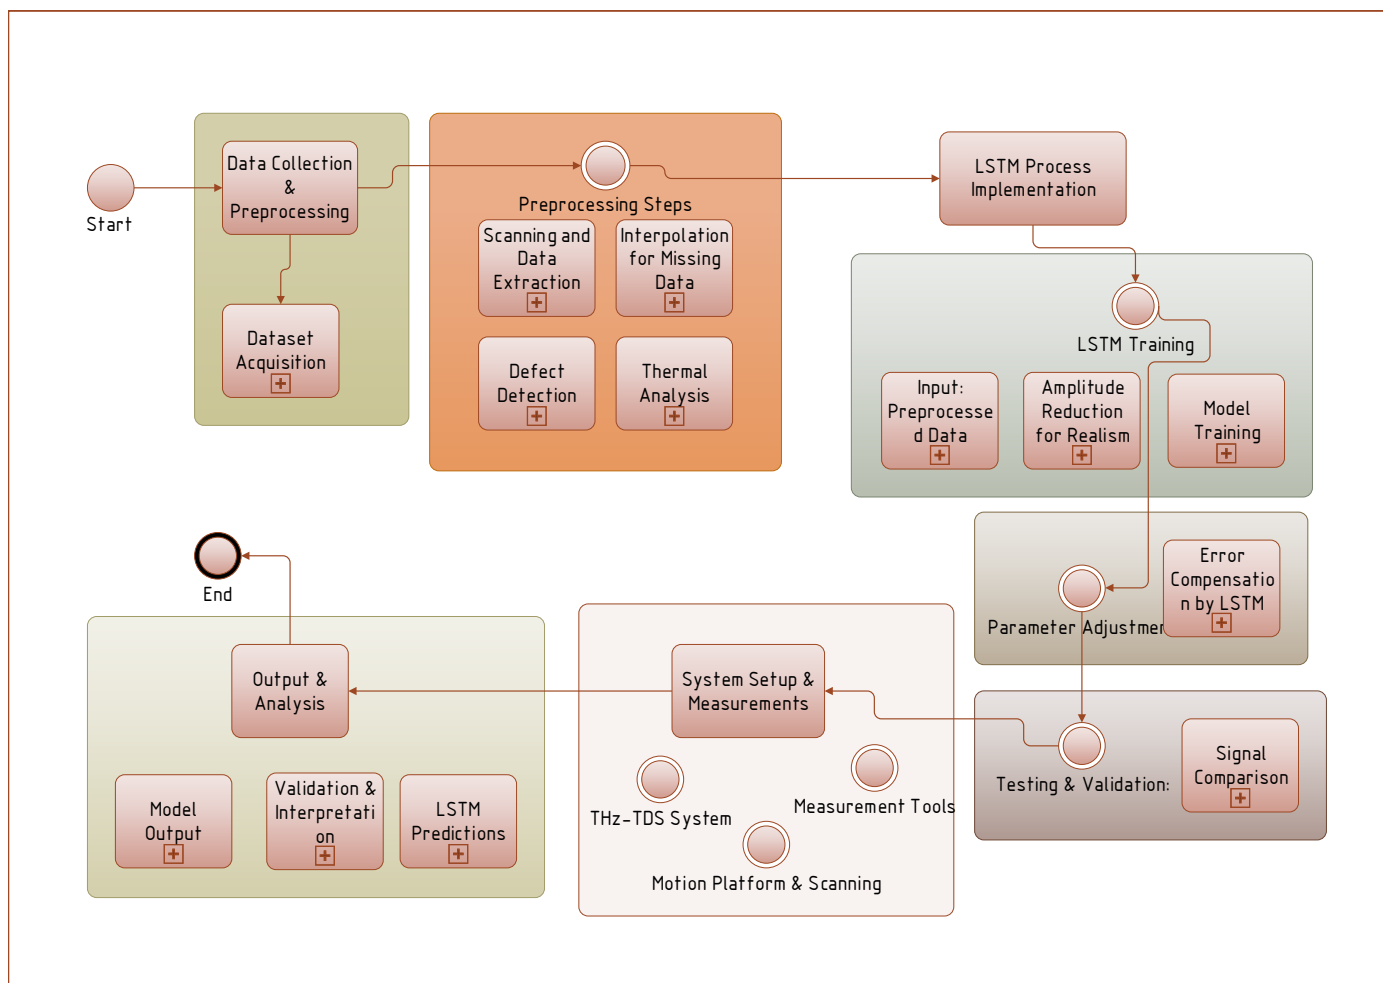 Start
Data Collection
&
Preprocessing
Dataset
Acquisition
Preprocessing Steps
Scanning and
Data
Extraction
Interpolation
for Missing
Data
Defect
Detection
Thermal
Analysis
LSTM Process
Implementation
LSTM Training
Input:
Preprocesse
d Data
Amplitude
Reduction
for Realism
Model
Training
Parameter Adjustmer
Error
Compensatio
n by LSTM
Testing & Validation:
Signal
Comparison
System Setup &
Measurements
THz-TDS System
Measurement Tools
Motion Platform & Scanning
End
Output &
Analysis
Model
Output
Validation &
Interpretati
on
LSTM
Predictions